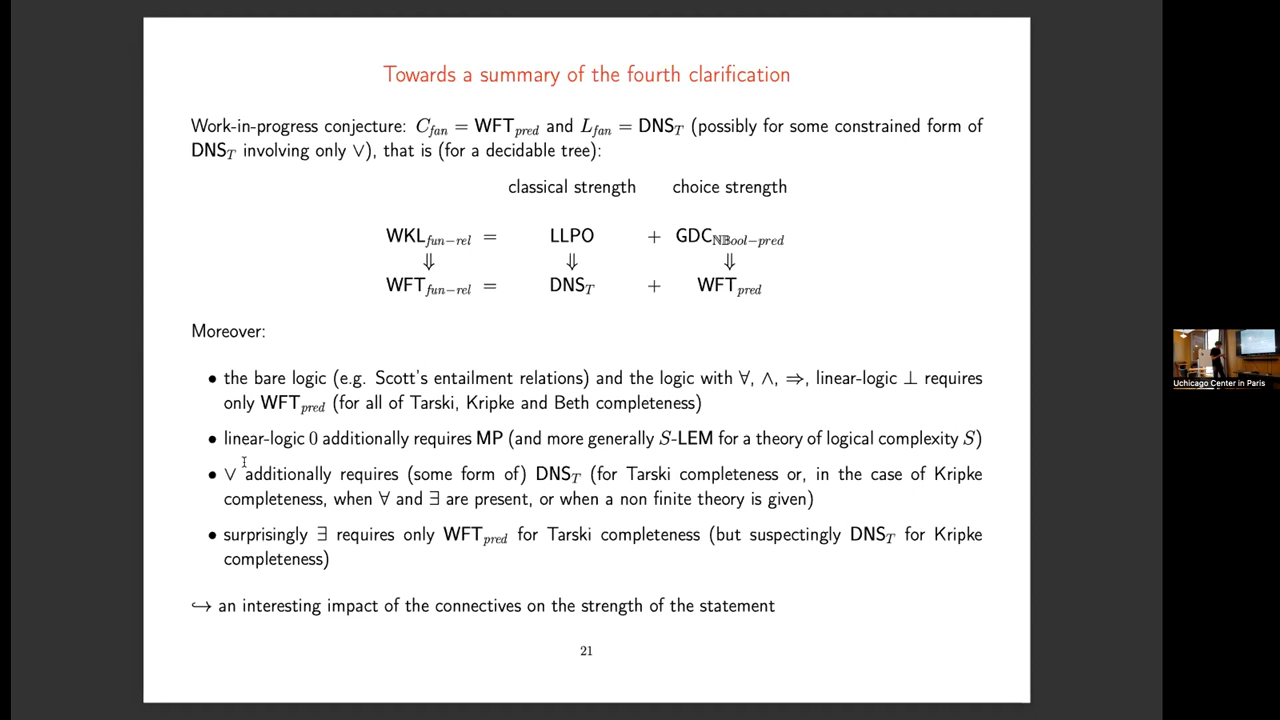 Towards a summary of the fourth clarification
Work-in-progress conjecture: C_fan = WFT_pred and L_fan = DNS_T (possibly for some constrained form of
DNS_T involving only ∨), that is (for a decidable tree):
classical strength choice strength
WKL_fun−rel = LLPO + GDC_ℕ𝔹ool−pred
⇓ ⇓ ⇓
WFT_fun−rel = DNS_T + WFT_pred
Moreover:
• the bare logic (e.g. Scott's entailment relations) and the logic with ∀, ∧, ⇒, linear-logic ⊥ requires
only WFT_pred (for all of Tarski, Kripke and Beth completeness)
• linear-logic 0 additionally requires MP (and more generally S-LEM for a theory of logical complexity S)
• ∨ additionally requires (some form of) DNS_T (for Tarski completeness or, in the case of Kripke
completeness, when ∀ and ∃ are present, or when a non finite theory is given)
• surprisingly ∃ requires only WFT_pred for Tarski completeness (but suspectingly DNS_T for Kripke
completeness)
↪ an interesting impact of the connectives on the strength of the statement
21
Uchicago Center in Paris